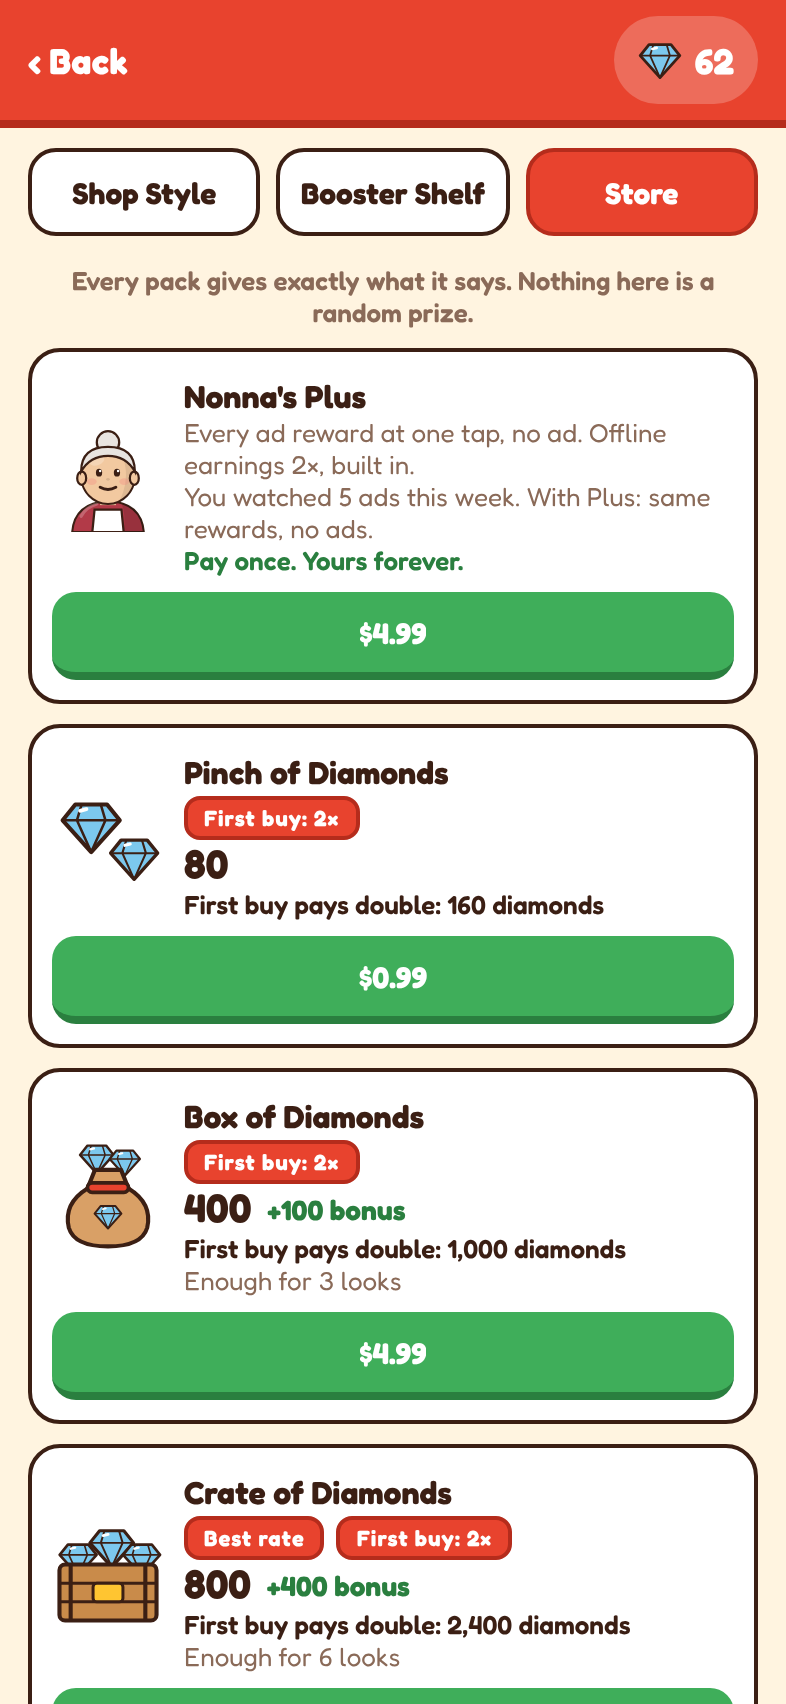 ‹ Back
62
Shop Style
Booster Shelf
Store
Every pack gives exactly what it says. Nothing here is a
random prize.
Nonna's Plus
Every ad reward at one tap, no ad. Offline
earnings 2×, built in.
You watched 5 ads this week. With Plus: same
rewards, no ads.
Pay once. Yours forever.
$4.99
Pinch of Diamonds
First buy: 2×
80
First buy pays double: 160 diamonds
$0.99
Box of Diamonds
First buy: 2×
400 +100 bonus
First buy pays double: 1,000 diamonds
Enough for 3 looks
$4.99
Crate of Diamonds
Best rate First buy: 2×
800 +400 bonus
First buy pays double: 2,400 diamonds
Enough for 6 looks